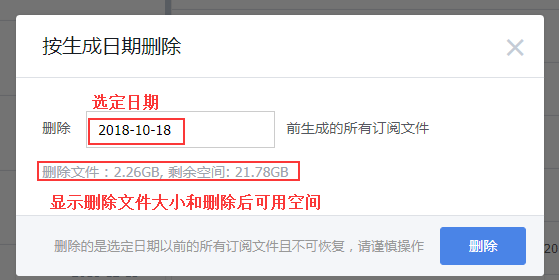 按生成日期删除
选定日期
删除 2018-10-18 前生成的所有订阅文件
删除文件：2.26GB, 剩余空间: 21.78GB
显示删除文件大小和删除后可用空间
删除的是选定日期以前的所有订阅文件且不可恢复，请谨慎操作 删除